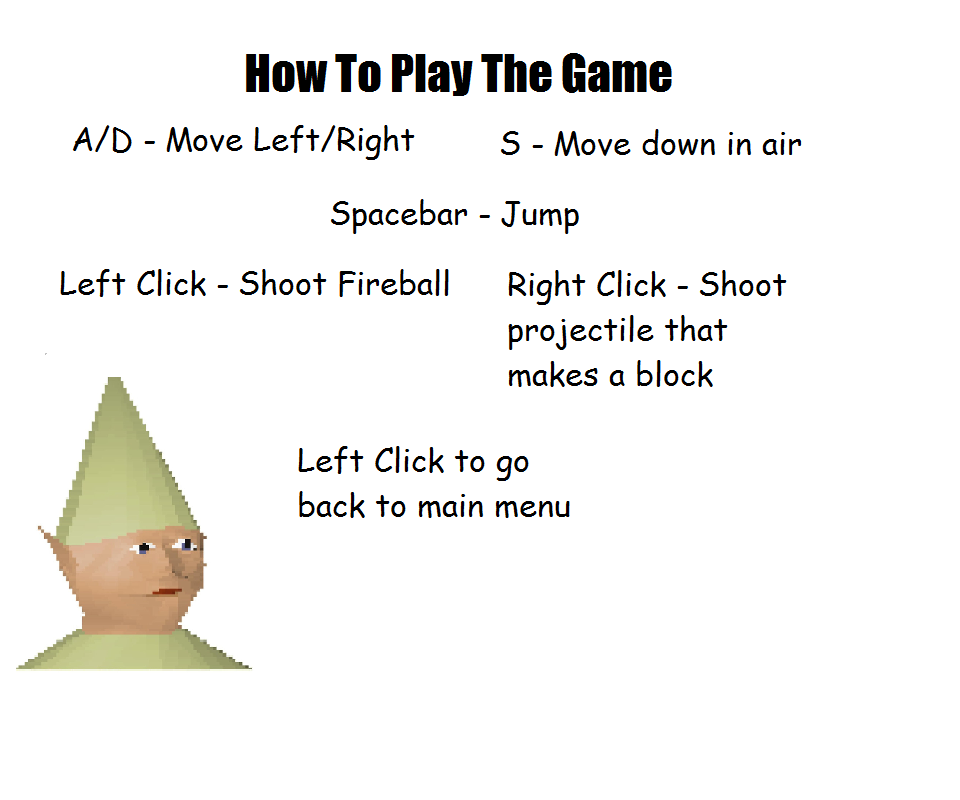 How To Play The Game
A/D - Move Left/Right
S - Move down in air
Spacebar - Jump
Left Click - Shoot Fireball
Right Click - Shoot
projectile that
makes a block
Left Click to go
back to main menu